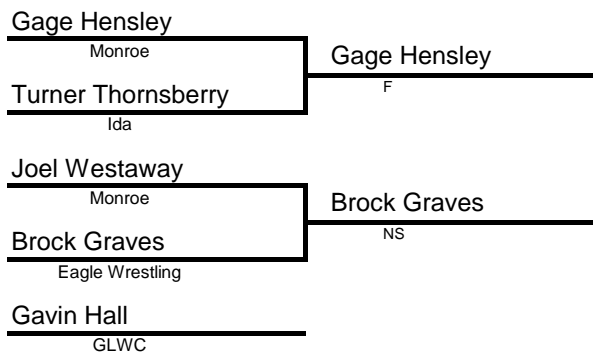 Gage Hensley
Monroe
Gage Hensley
F
Turner Thornsberry
Ida
Joel Westaway
Monroe
Brock Graves
NS
Brock Graves
Eagle Wrestling
Gavin Hall
GLWC